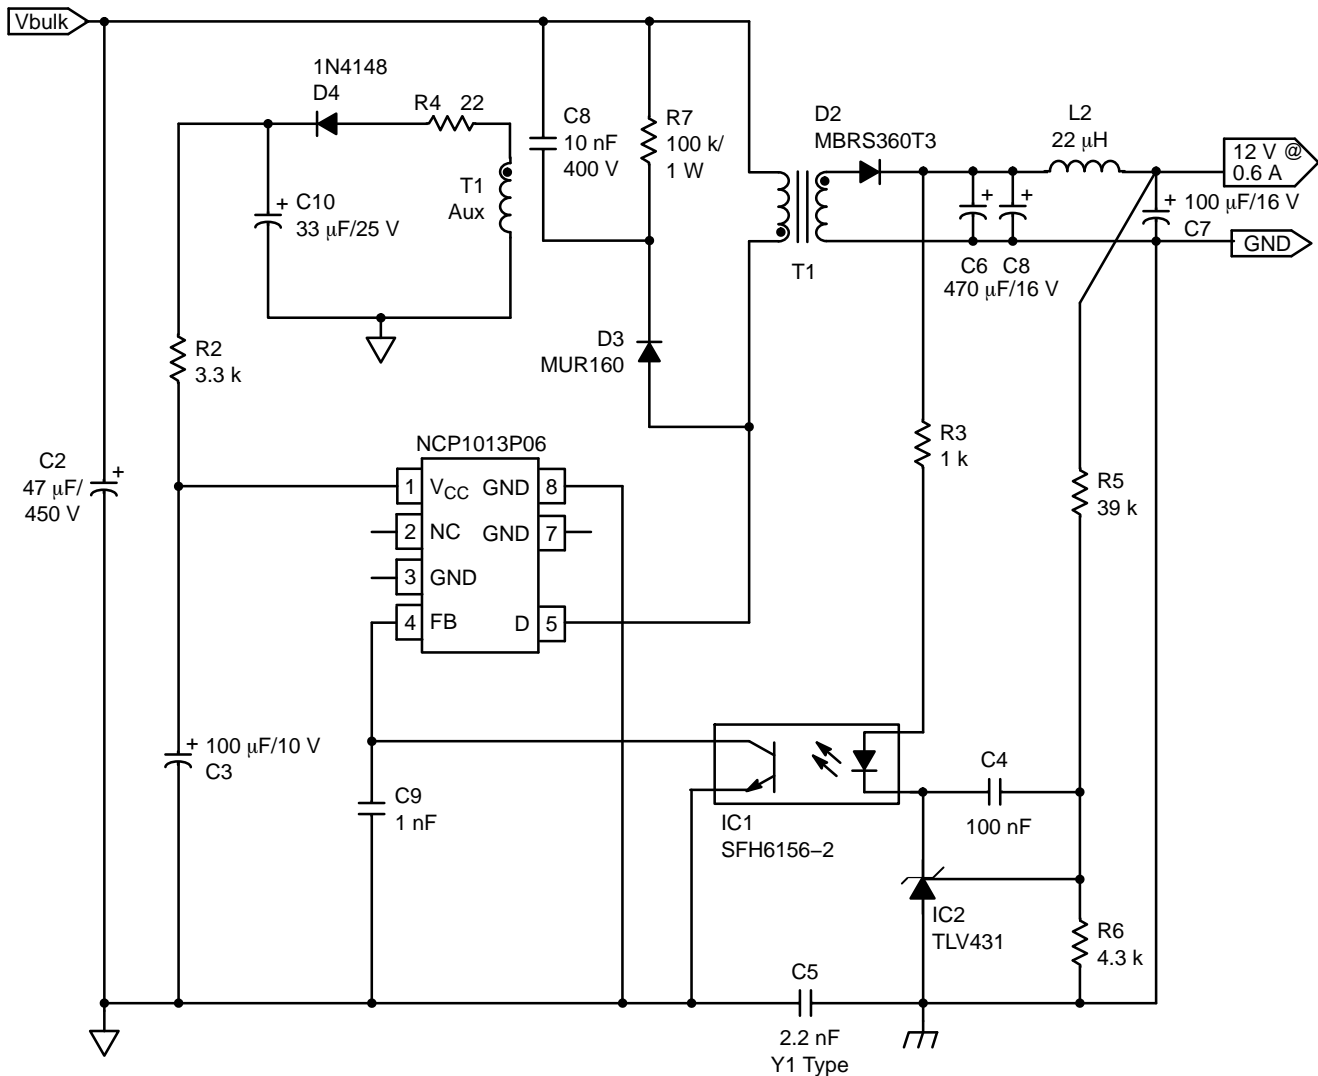 Vbulk
1N4148
D4
R4 22
C8
10 nF
400 V
R7
100 k/
1 W
D2
MBRS360T3
L2
22 μH
12 V @
0.6 A
T1
Aux
C10
33 μF/25 V
100 μF/16 V
C7
GND
T1
C6 C8
470 μF/16 V
R2
3.3 k
D3
MUR160
R3
1 k
NCP1013P06
C2
47 μF/
450 V
R5
39 k
1 VCC GND 8
2 NC GND 7
3 GND
4 FB D 5
100 μF/10 V
C3
C9
1 nF
IC1
SFH6156–2
C4
100 nF
IC2
TLV431
R6
4.3 k
C5
2.2 nF
Y1 Type
+
+
+
+
+
+